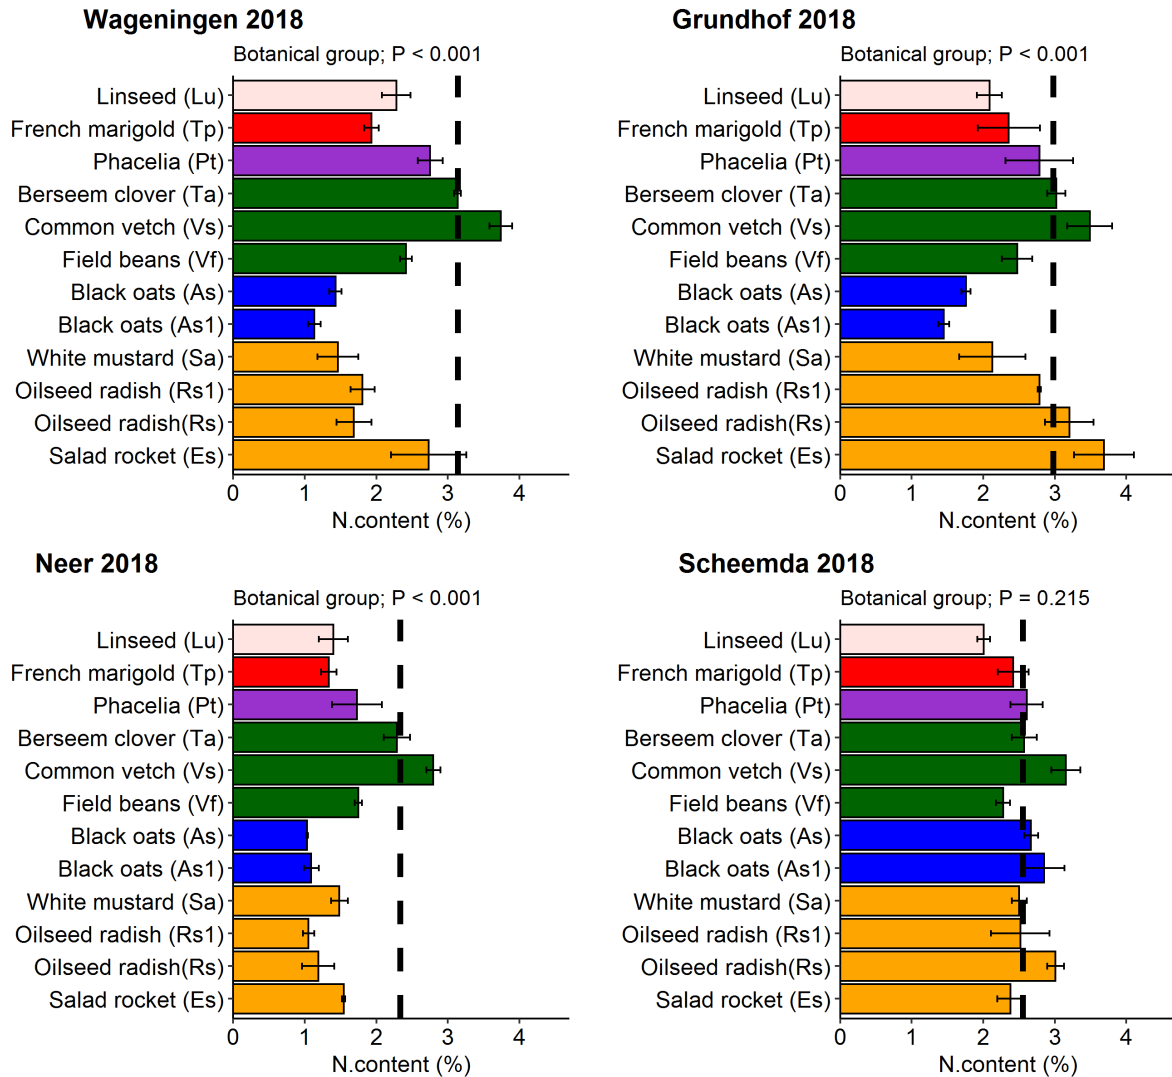 Wageningen 2018
Botanical group; P < 0.001
Linseed (Lu)
French marigold (Tp)
Phacelia (Pt)
Berseem clover (Ta)
Common vetch (Vs)
Field beans (Vf)
Black oats (As)
Black oats (As1)
White mustard (Sa)
Oilseed radish (Rs1)
Oilseed radish(Rs)
Salad rocket (Es)
0 1 2 3 4
N.content (%)
Grundhof 2018
Botanical group; P < 0.001
Linseed (Lu)
French marigold (Tp)
Phacelia (Pt)
Berseem clover (Ta)
Common vetch (Vs)
Field beans (Vf)
Black oats (As)
Black oats (As1)
White mustard (Sa)
Oilseed radish (Rs1)
Oilseed radish(Rs)
Salad rocket (Es)
0 1 2 3 4
N.content (%)
Neer 2018
Botanical group; P < 0.001
Linseed (Lu)
French marigold (Tp)
Phacelia (Pt)
Berseem clover (Ta)
Common vetch (Vs)
Field beans (Vf)
Black oats (As)
Black oats (As1)
White mustard (Sa)
Oilseed radish (Rs1)
Oilseed radish(Rs)
Salad rocket (Es)
0 1 2 3 4
N.content (%)
Scheemda 2018
Botanical group; P = 0.215
Linseed (Lu)
French marigold (Tp)
Phacelia (Pt)
Berseem clover (Ta)
Common vetch (Vs)
Field beans (Vf)
Black oats (As)
Black oats (As1)
White mustard (Sa)
Oilseed radish (Rs1)
Oilseed radish(Rs)
Salad rocket (Es)
0 1 2 3 4
N.content (%)